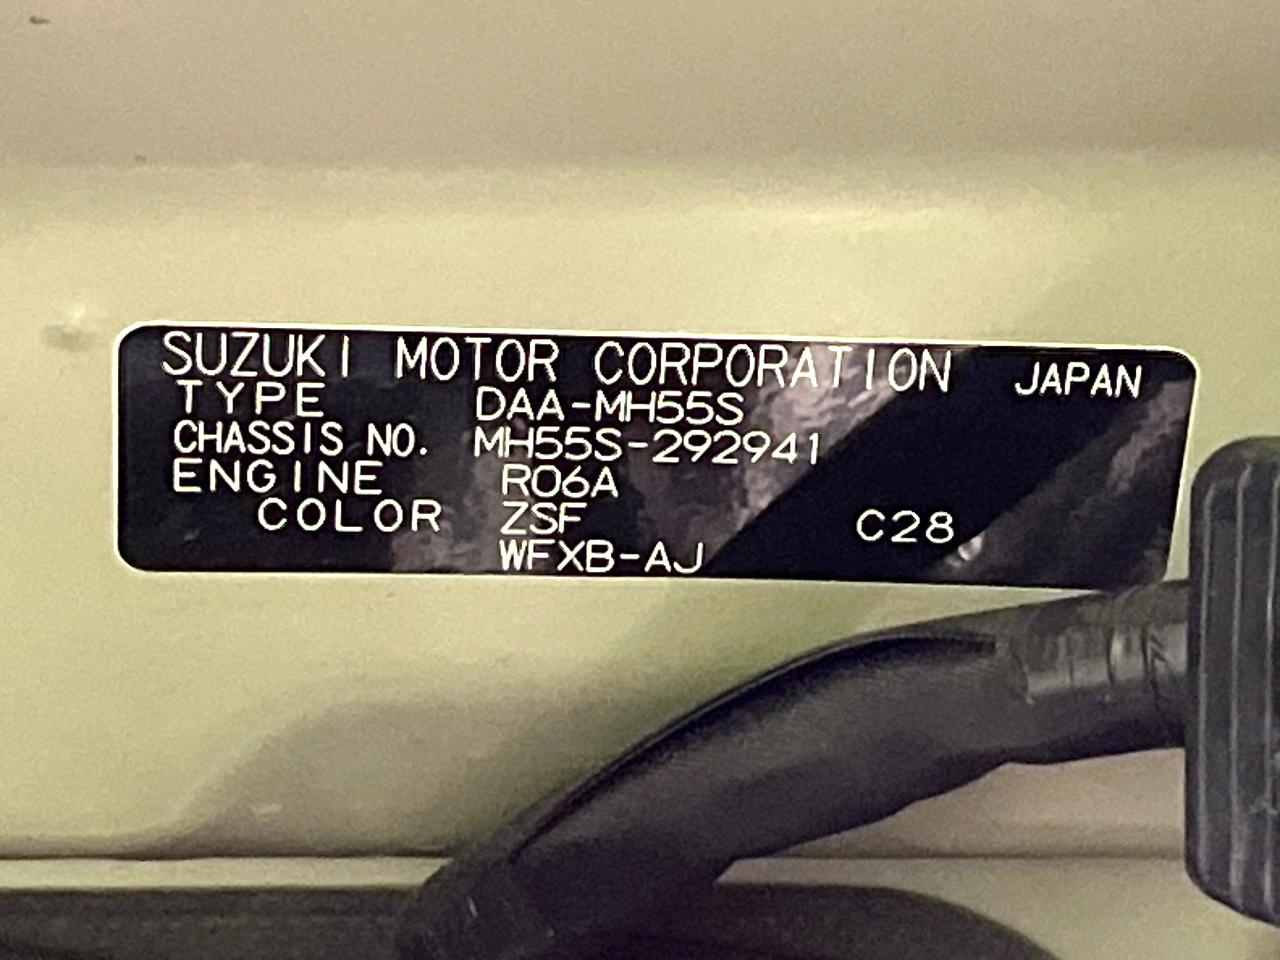 SUZUKI MOTOR CORPORATION JAPAN
TYPE DAA-MH55S
CHASSIS NO. MH55S-292941
ENGINE R06A
COLOR ZSF C28
WFXB-AJ